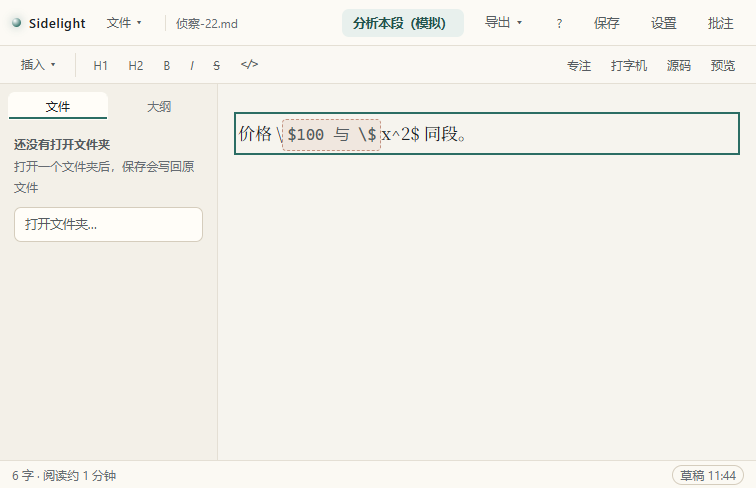 Sidelight 文件 ▾ 侦察-22.md 分析本段（模拟） 导出 ▾ ? 保存 设置 批注
插入 ▾ H1 H2 B I S </> 专注 打字机 源码 预览
文件 大纲
还没有打开文件夹
打开一个文件夹后，保存会写回原
文件
打开文件夹...
价格 \$100 与 \$x^2$ 同段。
6 字 · 阅读约 1 分钟 草稿 11:44